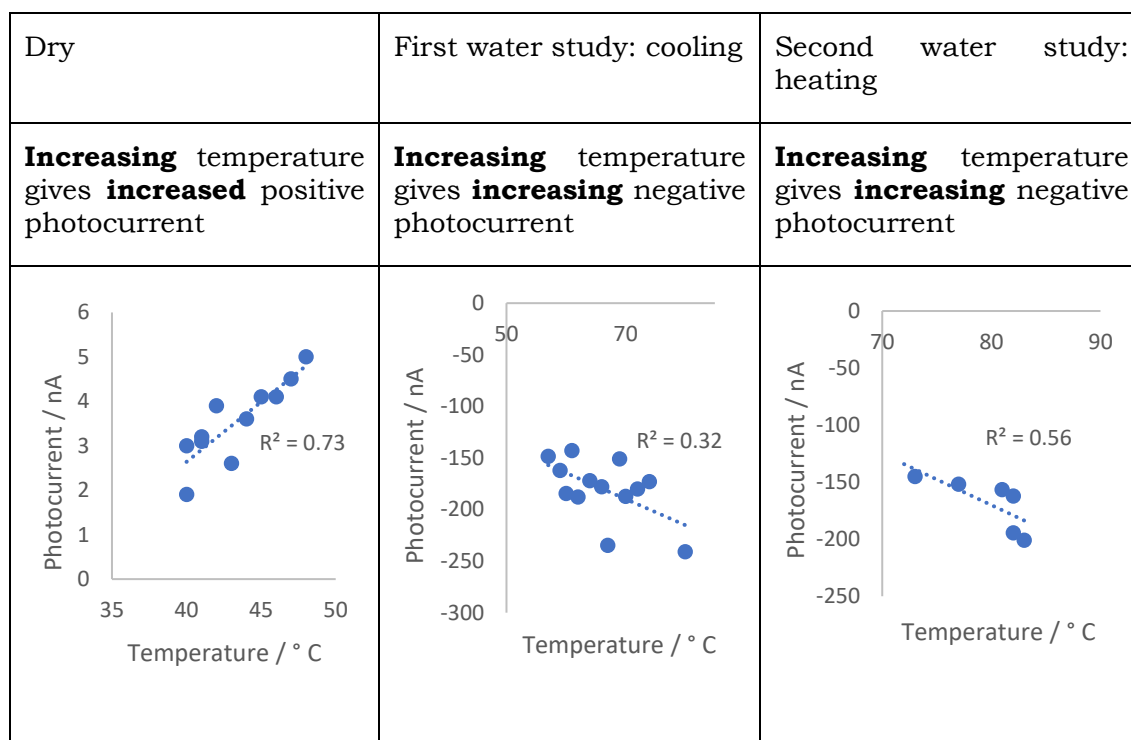 Dry
First water study: cooling
Second water study:
heating
Increasing temperature
gives increased positive
photocurrent
Increasing temperature
gives increasing negative
photocurrent
Increasing temperature
gives increasing negative
photocurrent
Photocurrent / nA
6
5
4
3
2
1
0
R² = 0.73
35 40 45 50
Temperature / ° C
Photocurrent / nA
0
50 70
-50
-100
-150
-200
-250
-300
R² = 0.32
Temperature / ° C
Photocurrent / nA
0
70 80 90
-50
-100
-150
-200
-250
R² = 0.56
Temperature / ° C